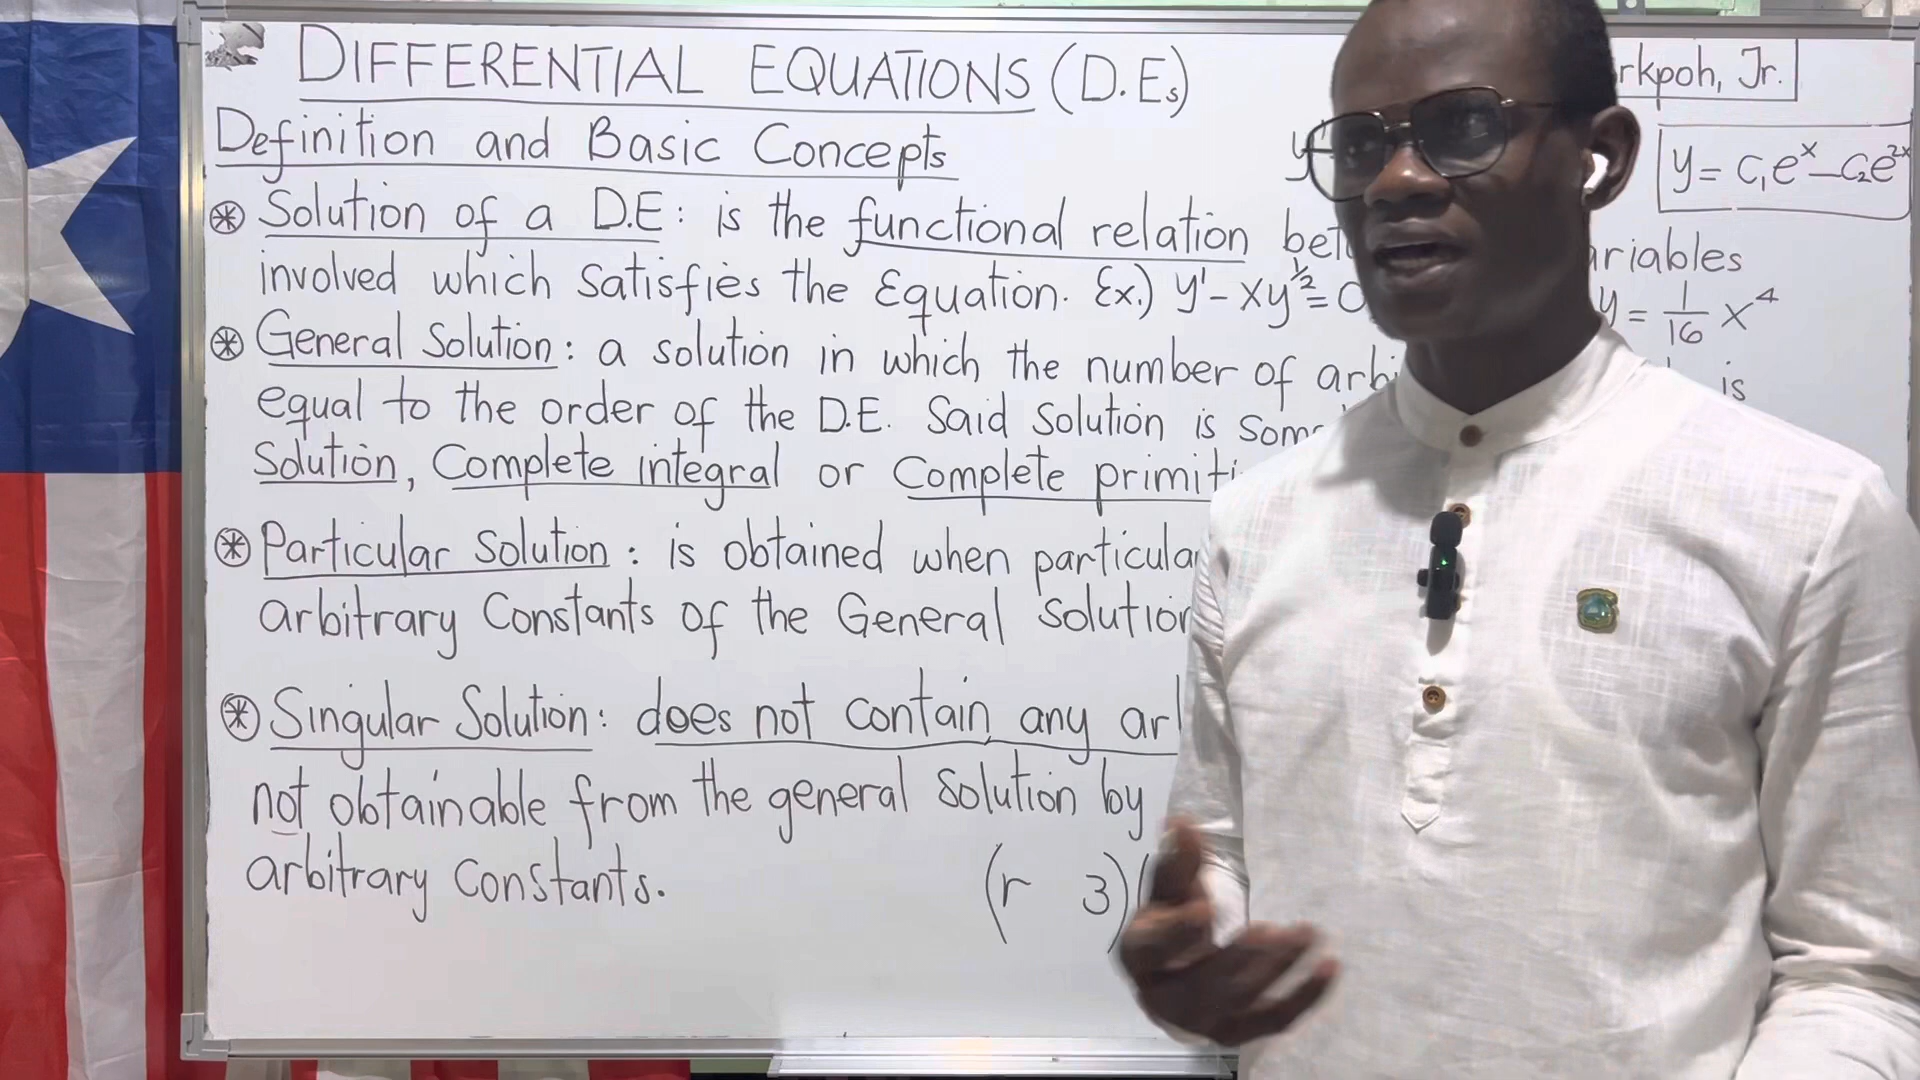 DIFFERENTIAL EQUATIONS (D.Es)
rkpoh, Jr.
Definition and Basic Concepts
y = c₁eˣ – c₂e²ˣ
Solution of a D.E: is the functional relation bet ariables
involved which satisfies the Equation. Ex.) y' – xy^½ = 0 y = 1/16 x⁴
General Solution: a solution in which the number of arbi is
equal to the order of the D.E. Said Solution is som
Solution, Complete integral or Complete primiti
Particular Solution: is obtained when particula
arbitrary Constants of the General Solution
Singular Solution: does not contain any ar
not obtainable from the general Solution by
arbitrary Constants.
(r 3)(